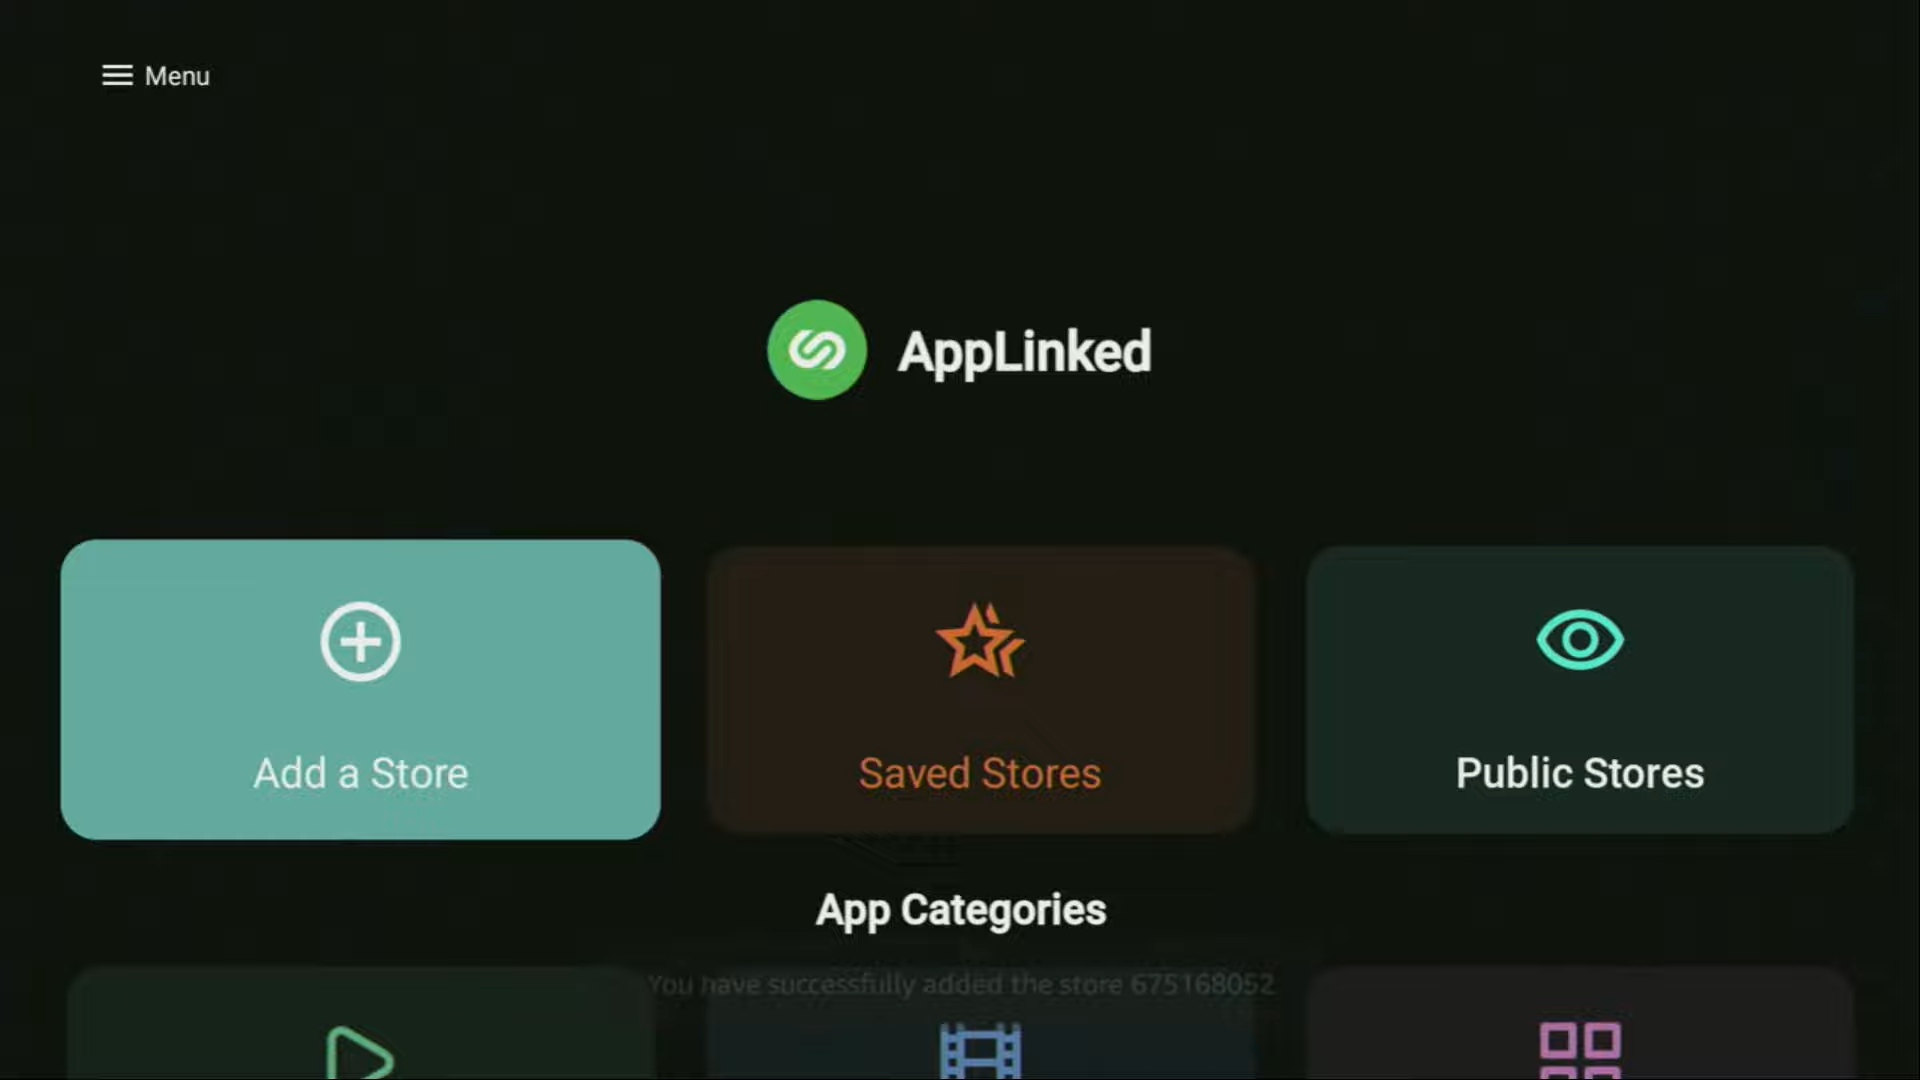 Menu
AppLinked
Add a Store
Saved Stores
Public Stores
App Categories
You have successfully added the store 675168052